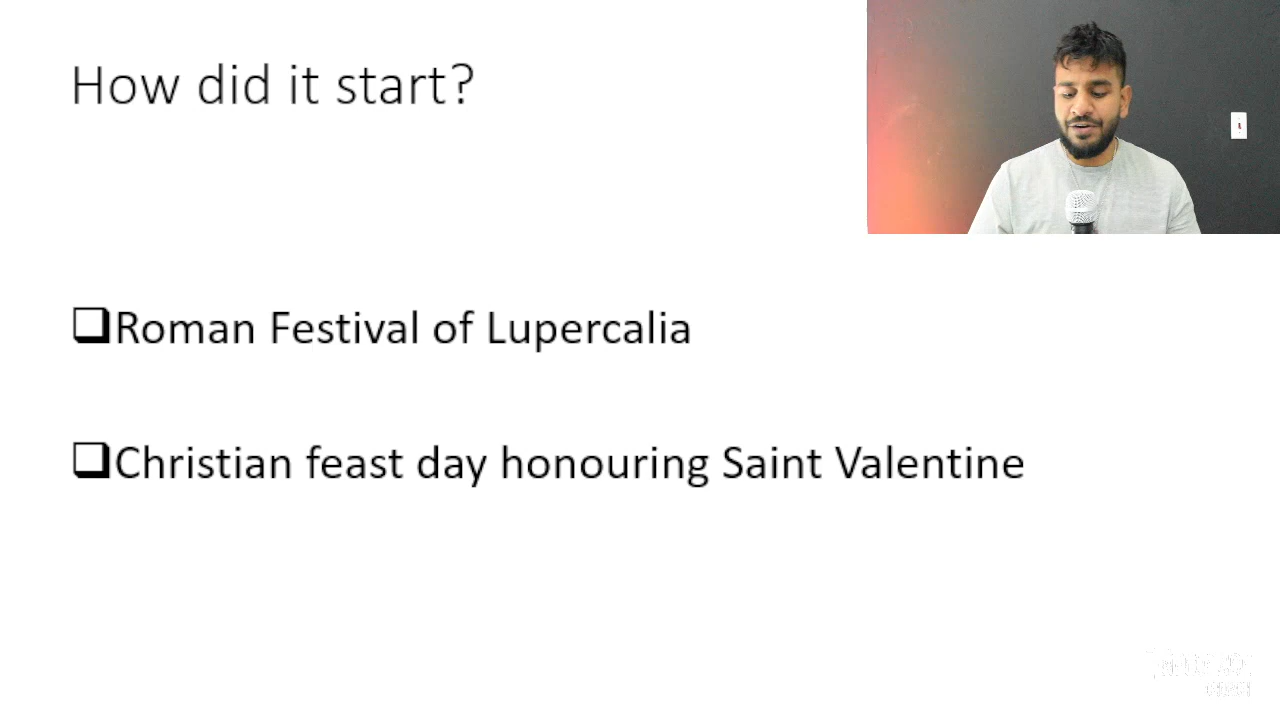 How did it start?
Roman Festival of Lupercalia
Christian feast day honouring Saint Valentine